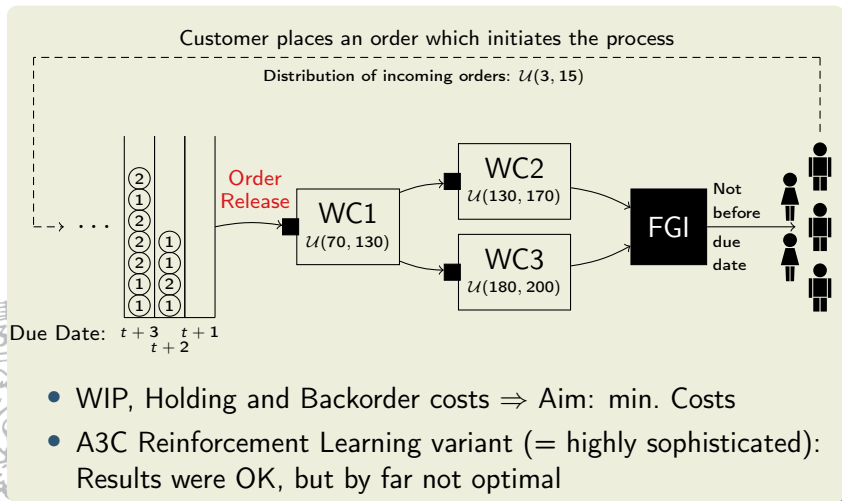 Customer places an order which initiates the process
Distribution of incoming orders: 𝒰(3, 15)
Order
Release
WC1
𝒰(70, 130)
WC2
𝒰(130, 170)
WC3
𝒰(180, 200)
FGI
Not
before
due
date
· · ·
2
1
2
2
2
1
1
1
1
2
1
Due Date:
t + 3
t + 2
t + 1
• WIP, Holding and Backorder costs ⇒ Aim: min. Costs
• A3C Reinforcement Learning variant (= highly sophisticated):
Results were OK, but by far not optimal